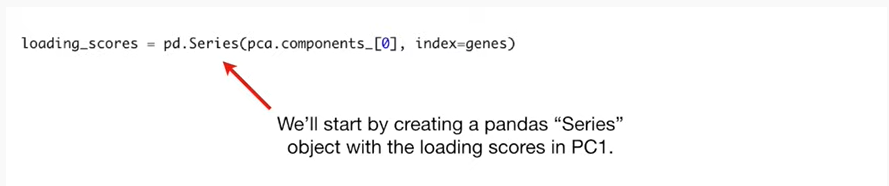 loading_scores = pd.Series(pca.components_[0], index=genes)
We’ll start by creating a pandas “Series”
object with the loading scores in PC1.